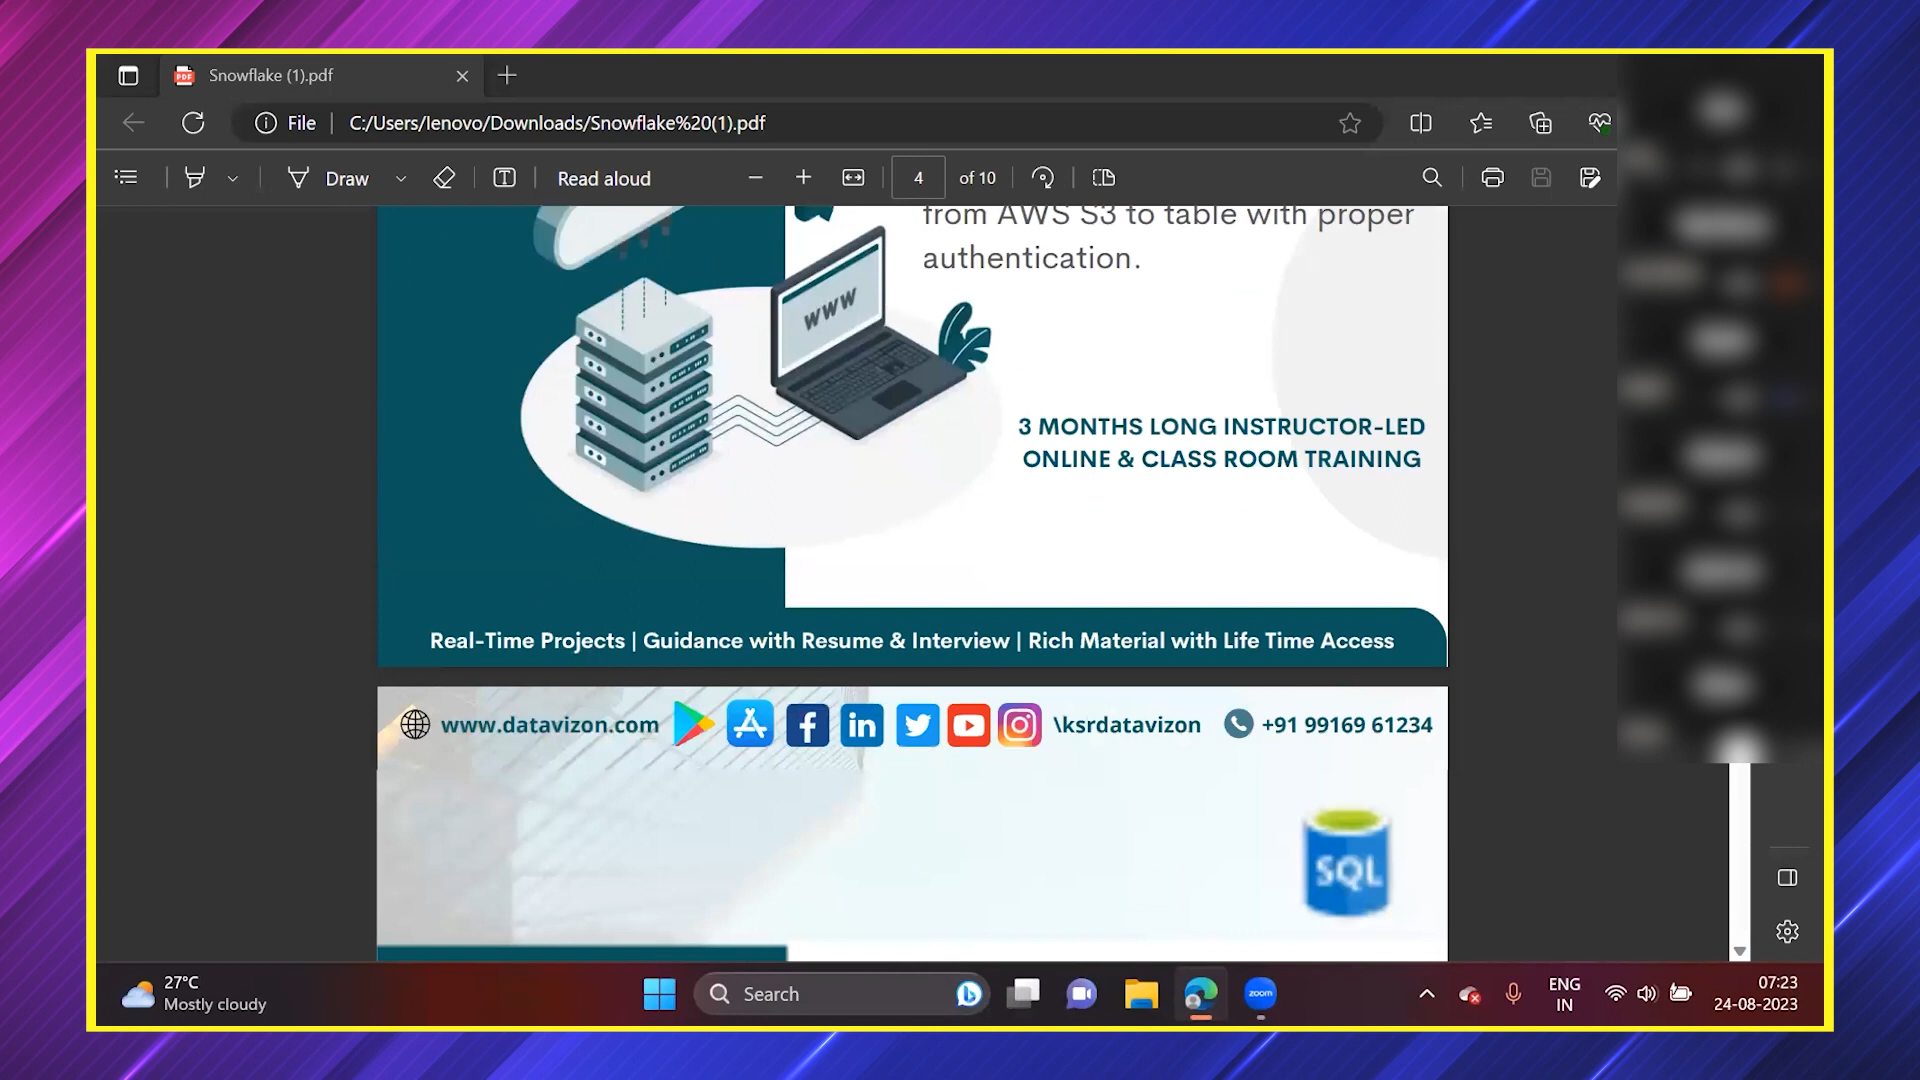 Snowflake (1).pdf
File
C:/Users/lenovo/Downloads/Snowflake%20(1).pdf
Draw
Read aloud
4 of 10
from AWS S3 to table with proper
authentication.
WWW
3 MONTHS LONG INSTRUCTOR-LED
ONLINE & CLASS ROOM TRAINING
Real-Time Projects | Guidance with Resume & Interview | Rich Material with Life Time Access
www.datavizon.com \ksrdatavizon +91 99169 61234
SQL
27°C
Mostly cloudy
Search
zoom
ENG
IN
07:23
24-08-2023